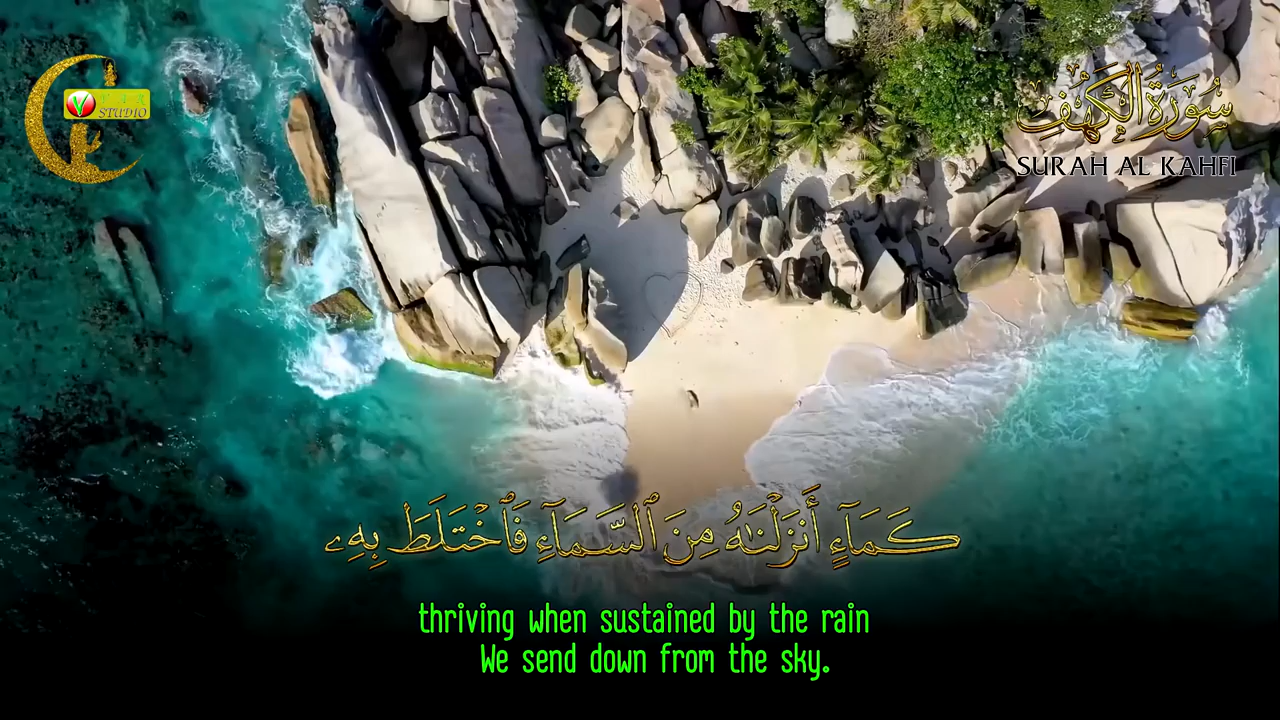 STUDIO
سُورَةُ الْكَهْفِ
SURAH AL KAHFI
كَمَآءٍ أَنزَلْنَٰهُ مِنَ ٱلسَّمَآءِ فَٱخْتَلَطَ بِهِۦ
thriving when sustained by the rain
We send down from the sky.